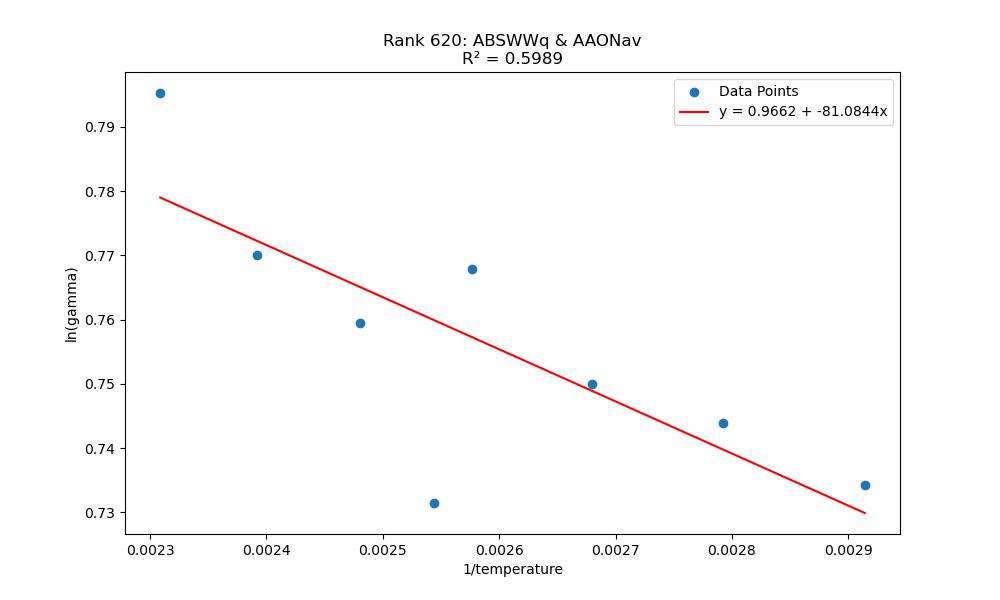 Rank 620: ABSWWq & AAONav
R² = 0.5989
Data Points
y = 0.9662 + -81.0844x
ln(gamma)
0.79
0.78
0.77
0.76
0.75
0.74
0.73
0.0023
0.0024
0.0025
0.0026
0.0027
0.0028
0.0029
1/temperature